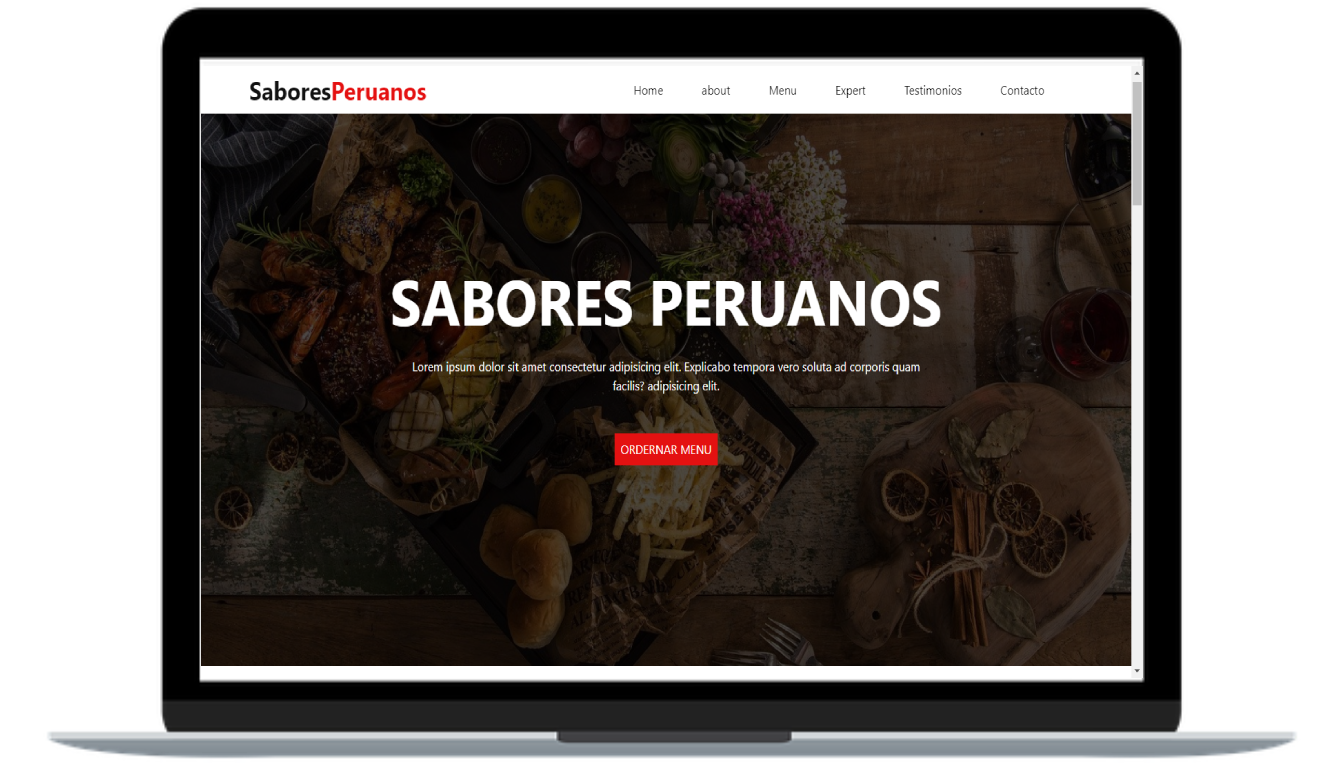 SaboresPeruanos
Home about Menu Expert Testimonios Contacto
SABORES PERUANOS
Lorem ipsum dolor sit amet consectetur adipisicing elit. Explicabo tempora vero soluta ad corporis quam
facilis? adipisicing elit.
ORDERNAR MENU